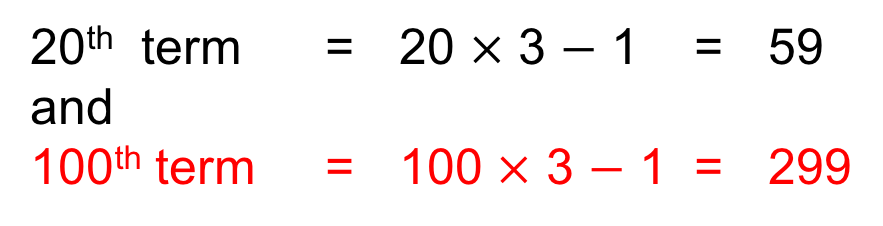 20th term = 20 × 3 – 1 = 59
and
100th term = 100 × 3 – 1 = 299